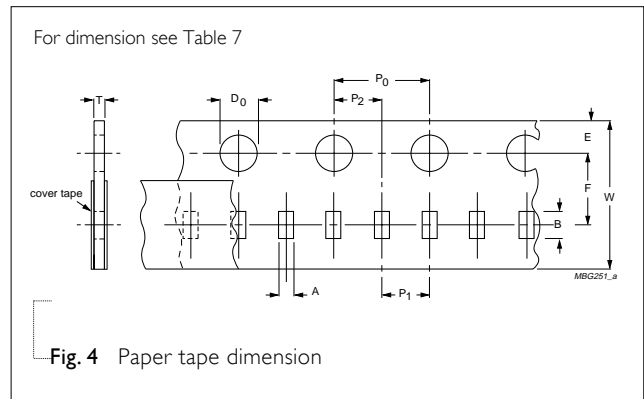 For dimension see Table 7
P0
D0
P2
T
E
F
W
cover tape
B
MBG251_a
A
P1
Fig. 4 Paper tape dimension